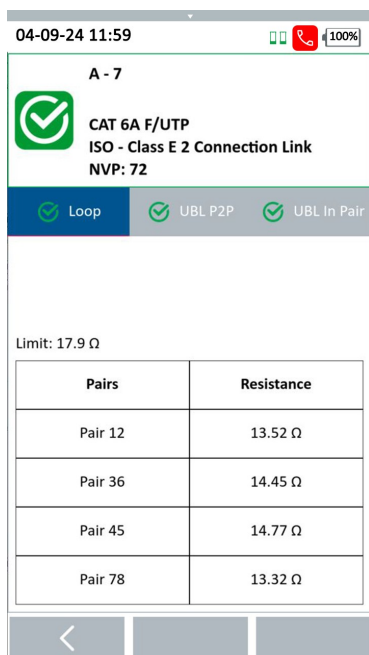 04-09-24 11:59
100%
A - 7
CAT 6A F/UTP
ISO - Class E 2 Connection Link
NVP: 72
Loop
UBL P2P
UBL In Pair
Limit: 17.9 Ω
Pairs Resistance
Pair 12 13.52 Ω
Pair 36 14.45 Ω
Pair 45 14.77 Ω
Pair 78 13.32 Ω